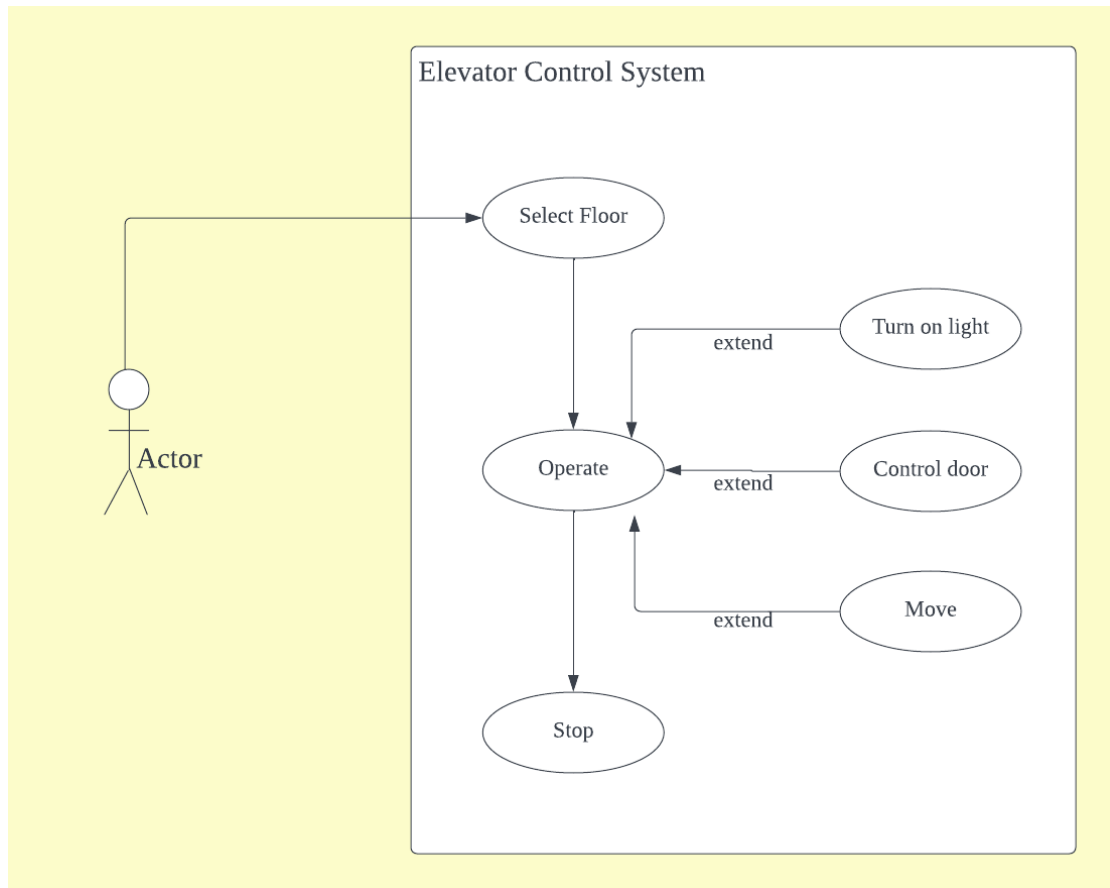 Elevator Control System
Select Floor
Turn on light
extend
Actor
Operate
Control door
extend
Move
extend
Stop